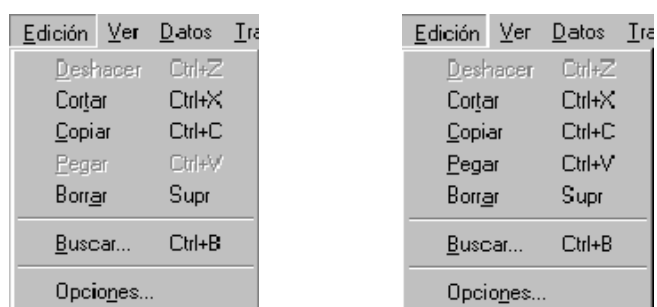 Edición Ver Datos Tra
Deshacer Ctrl+Z
Cortar Ctrl+X
Copiar Ctrl+C
Pegar Ctrl+V
Borrar Supr
Buscar... Ctrl+B
Opciones...
Edición Ver Datos Tra
Deshacer Ctrl+Z
Cortar Ctrl+X
Copiar Ctrl+C
Pegar Ctrl+V
Borrar Supr
Buscar... Ctrl+B
Opciones...